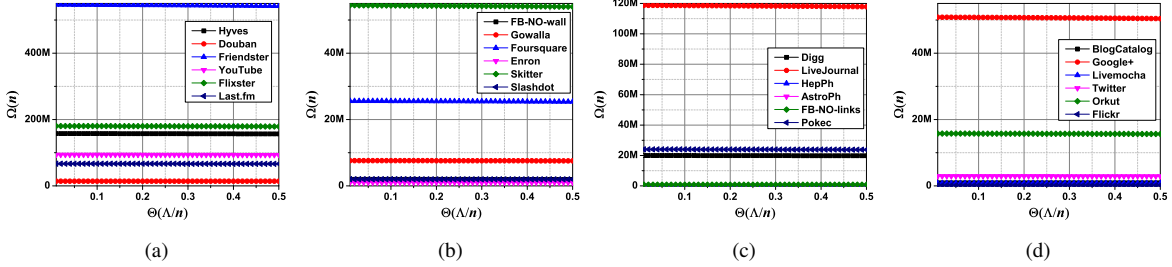 Ω(n)
400M
200M
0
Hyves
Douban
Friendster
YouTube
Flixster
Last.fm
0.1 0.2 0.3 0.4 0.5
Θ(Λ/n)
(a)
Ω(n)
40M
20M
0
FB-NO-wall
Gowalla
Foursquare
Enron
Skitter
Slashdot
0.1 0.2 0.3 0.4 0.5
Θ(Λ/n)
(b)
Ω(n)
120M
100M
80M
60M
40M
20M
0
Digg
LiveJournal
HepPh
AstroPh
FB-NO-links
Pokec
0.1 0.2 0.3 0.4 0.5
Θ(Λ/n)
(c)
Ω(n)
40M
20M
0
BlogCatalog
Google+
Livemocha
Twitter
Orkut
Flickr
0.1 0.2 0.3 0.4 0.5
Θ(Λ/n)
(d)